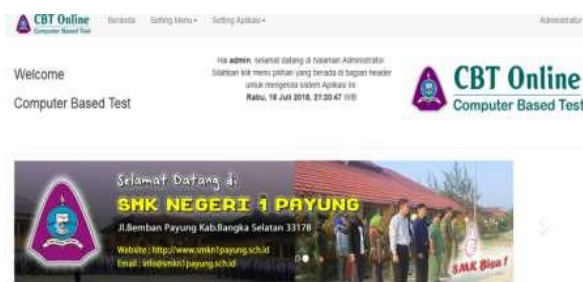 CBT Online
Computer Based Test
Beranda
Setting Menu
Setting Aplikasi
Administrator
Welcome
Computer Based Test
Hai admin, selamat datang di halaman Administrator
Silahkan klik menu pilihan yang berada di bagian header
untuk mengelola sistem Aplikasi ini
Rabu, 18 Juli 2018, 21:20:47 WIB
CBT Online
Computer Based Test
Selamat Datang di
SMK NEGERI 1 PAYUNG
Jl.Bemban Payung Kab.Bangka Selatan 33178
Website : http://www.smkn1payung.sch.id
Email : info@smkn1payung.sch.id
SMK Bisa !